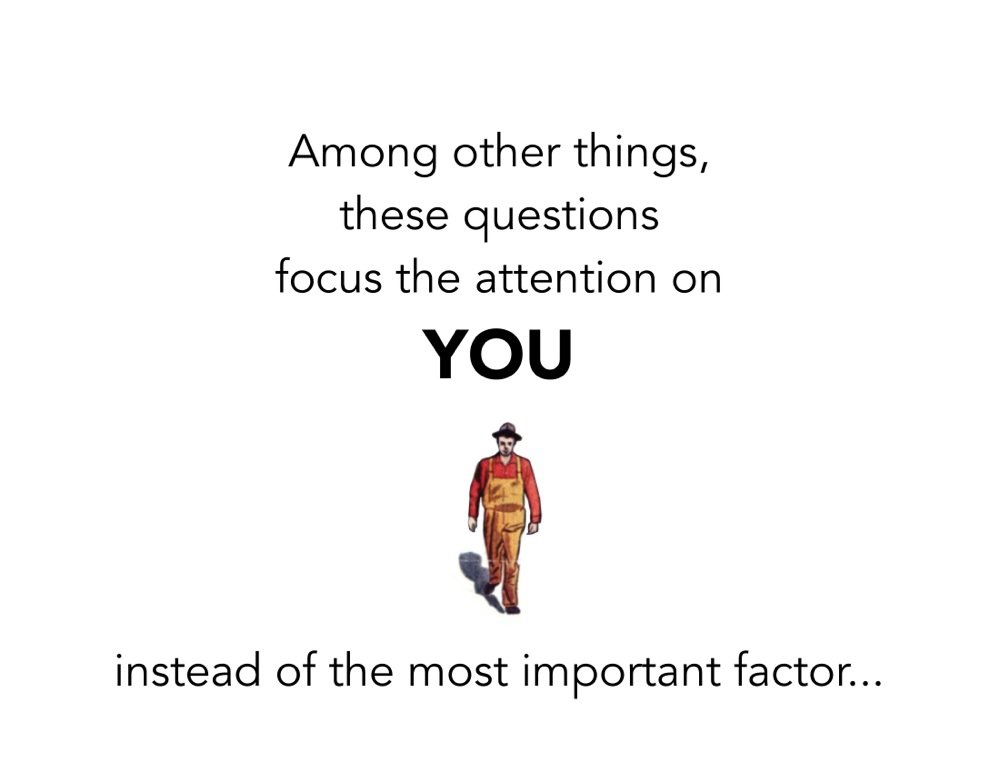 Among other things,
these questions
focus the attention on
YOU
instead of the most important factor...